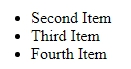 • Second Item
• Third Item
• Fourth Item